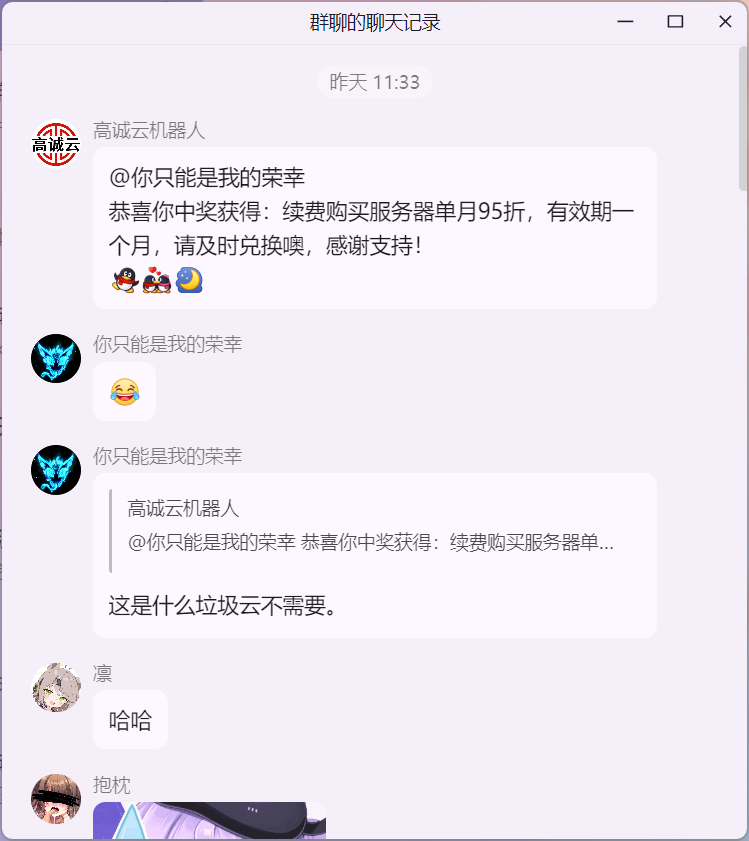 群聊的聊天记录
昨天 11:33
高诚云
高诚云机器人
@你只能是我的荣幸
恭喜你中奖获得：续费购买服务器单月95折，有效期一
个月，请及时兑换噢，感谢支持！
你只能是我的荣幸
你只能是我的荣幸
高诚云机器人
@你只能是我的荣幸 恭喜你中奖获得：续费购买服务器单...
这是什么垃圾云不需要。
凛
哈哈
抱枕